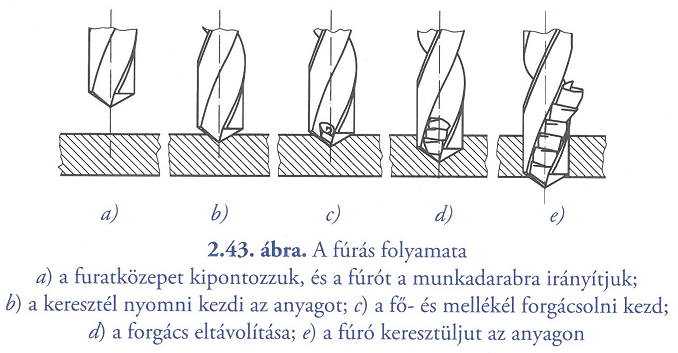 a) b) c) d) e)
2.43. ábra. A fúrás folyamata
a) a furatközepet kipontozzuk, és a fúrót a munkadarabra irányítjuk;
b) a keresztél nyomni kezdi az anyagot; c) a fő- és mellékél forgácsolni kezd;
d) a forgács eltávolítása; e) a fúró keresztüljut az anyagon